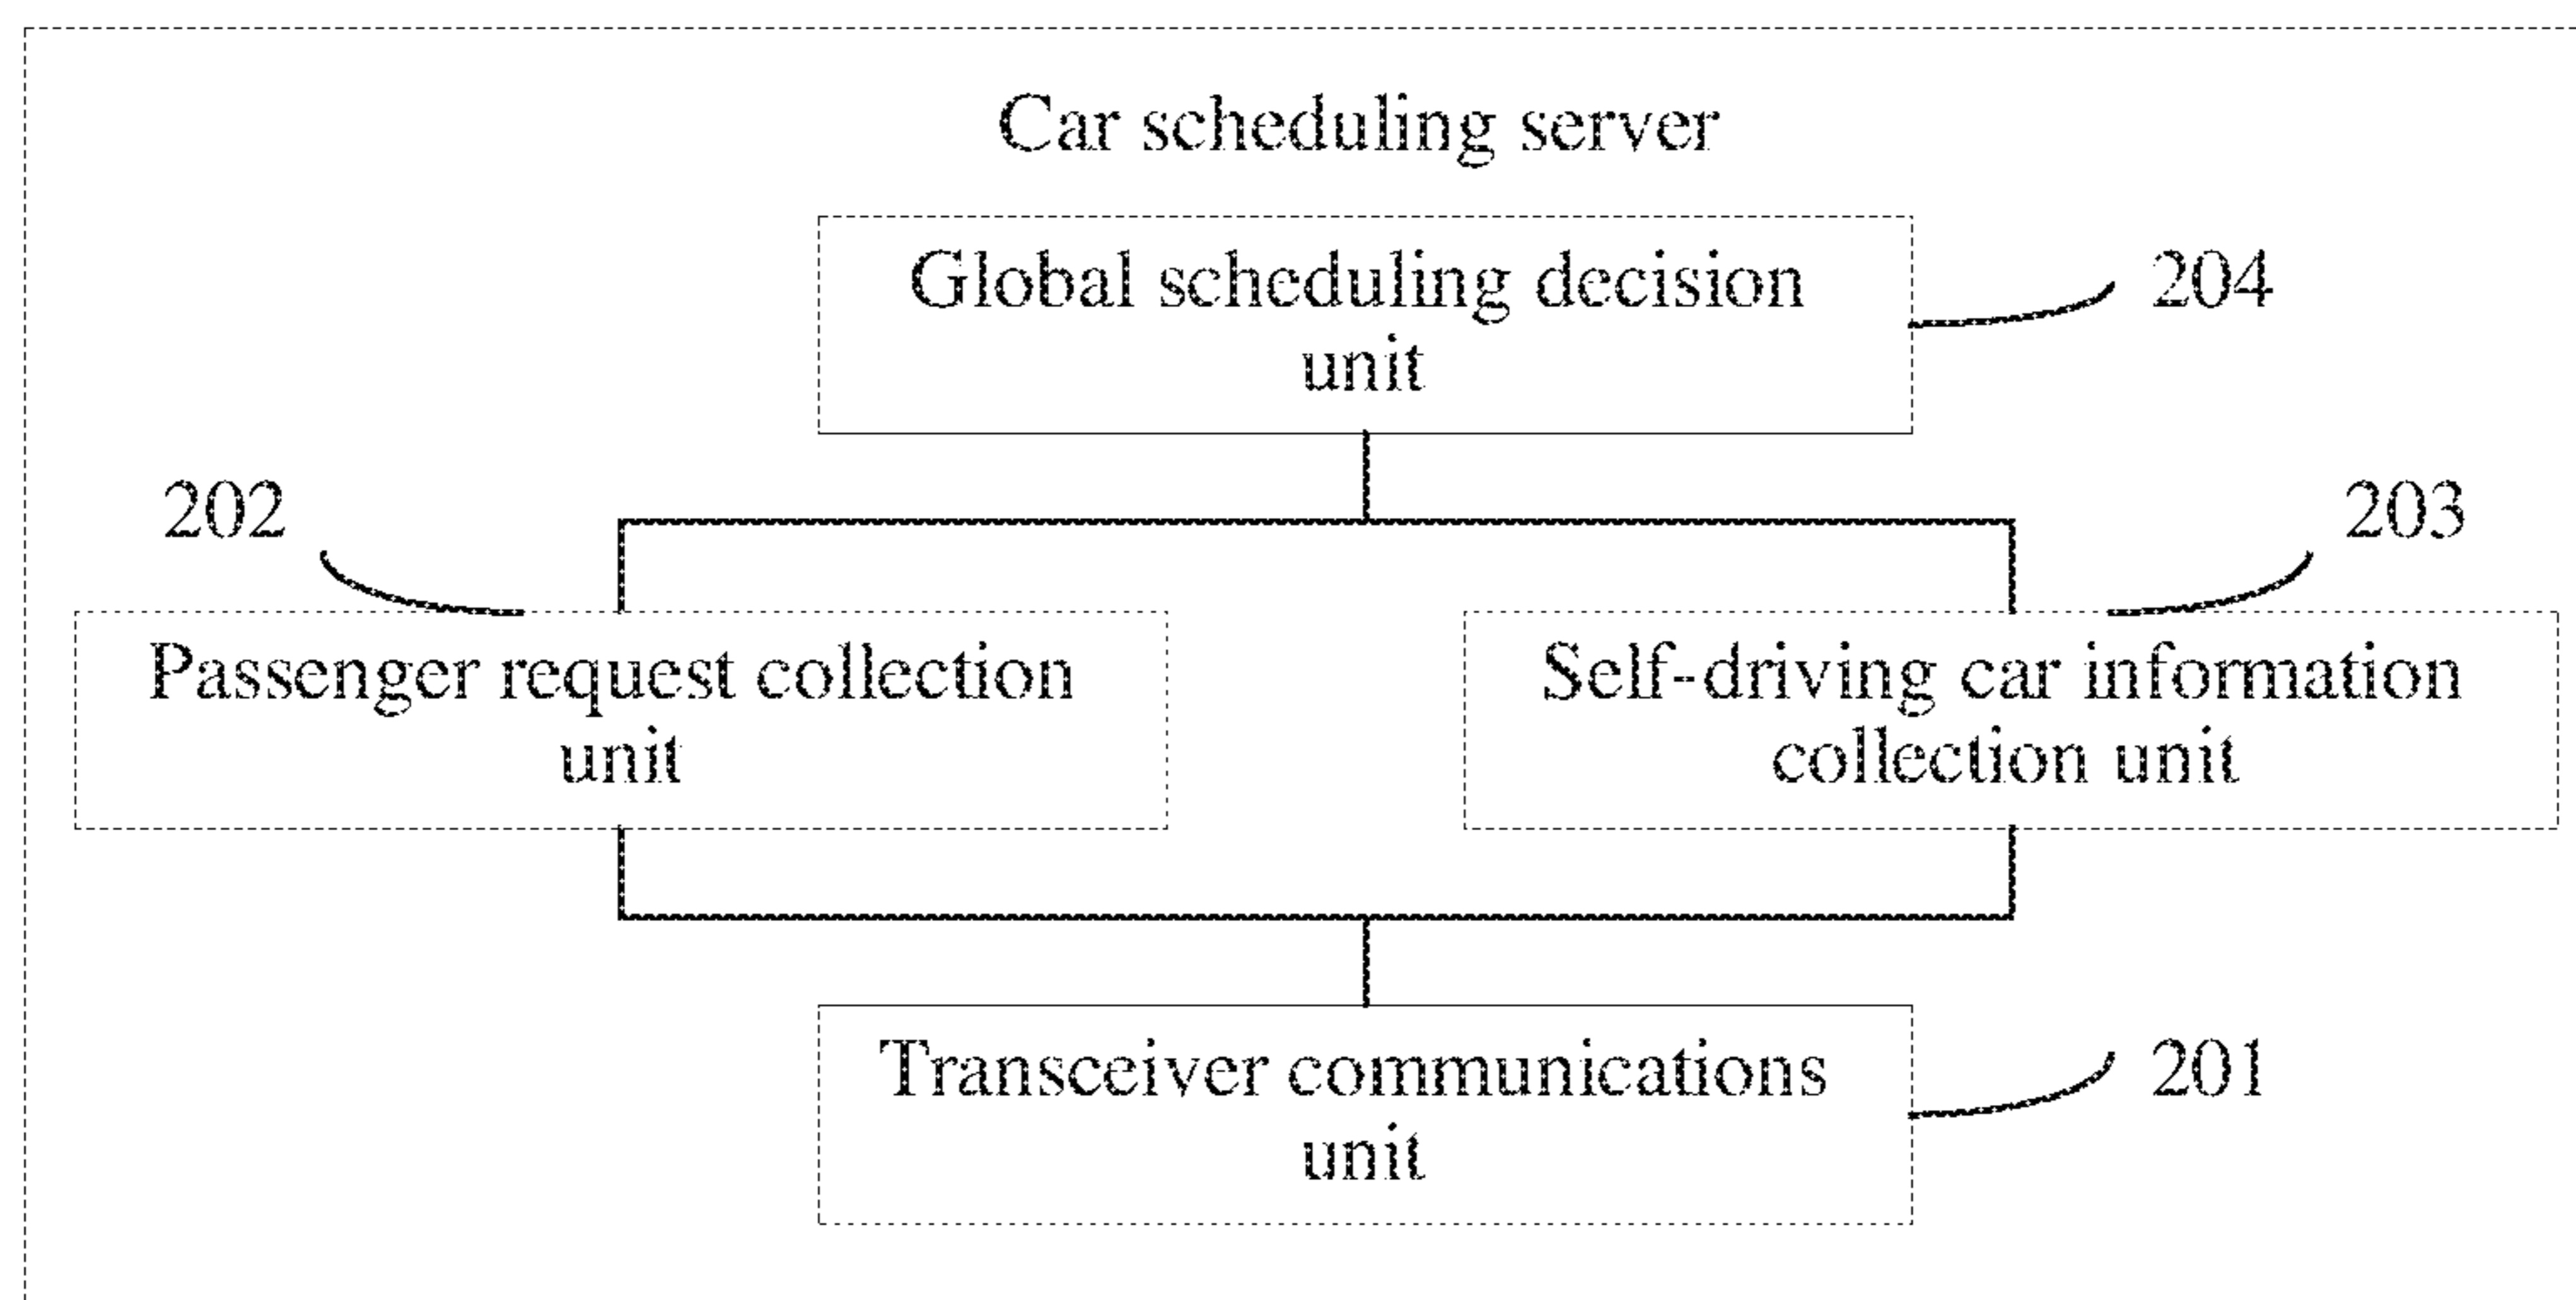 Car scheduling server
Global scheduling decision
unit
204
202
203
Passenger request collection
unit
Self-driving car information
collection unit
Transceiver communications
unit
201